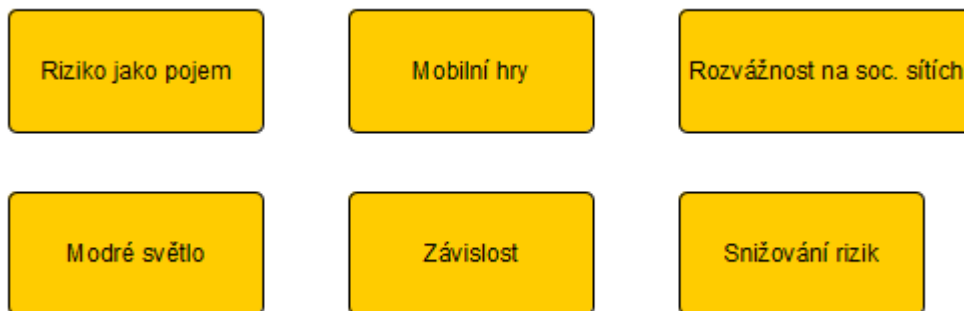 Riziko jako pojem
Mobilní hry
Rozvážnost na soc. sítích
Modré světlo
Závislost
Snižování rizik